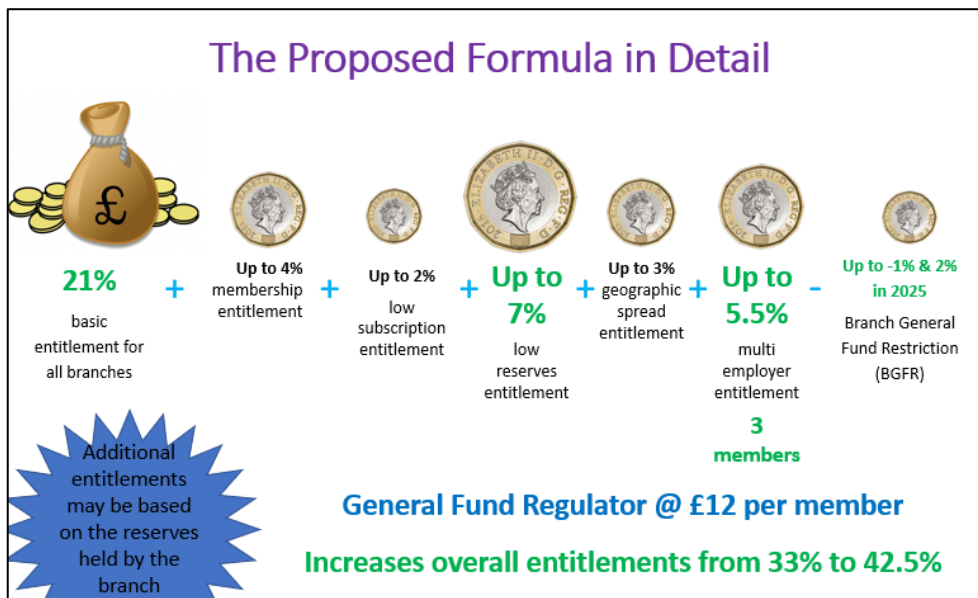 The Proposed Formula in Detail
£
21%
basic
entitlement for
all branches
+
Up to 4%
membership
entitlement
+
Up to 2%
low
subscription
entitlement
+
Up to
7%
low
reserves
entitlement
+
Up to 3%
geographic
spread
entitlement
+
Up to
5.5%
multi
employer
entitlement
3
members
-
Up to -1% & 2%
in 2025
Branch General
Fund Restriction
(BGFR)
Additional
entitlements
may be based
on the reserves
held by the
branch
General Fund Regulator @ £12 per member
Increases overall entitlements from 33% to 42.5%